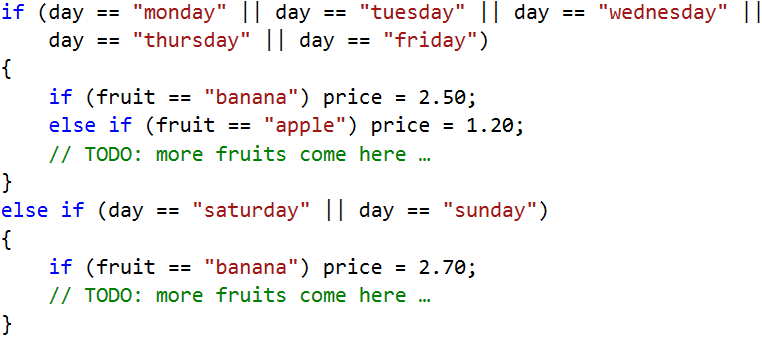 if (day == "monday" || day == "tuesday" || day == "wednesday" ||
    day == "thursday" || day == "friday")
{
    if (fruit == "banana") price = 2.50;
    else if (fruit == "apple") price = 1.20;
    // TODO: more fruits come here …
}
else if (day == "saturday" || day == "sunday")
{
    if (fruit == "banana") price = 2.70;
    // TODO: more fruits come here …
}